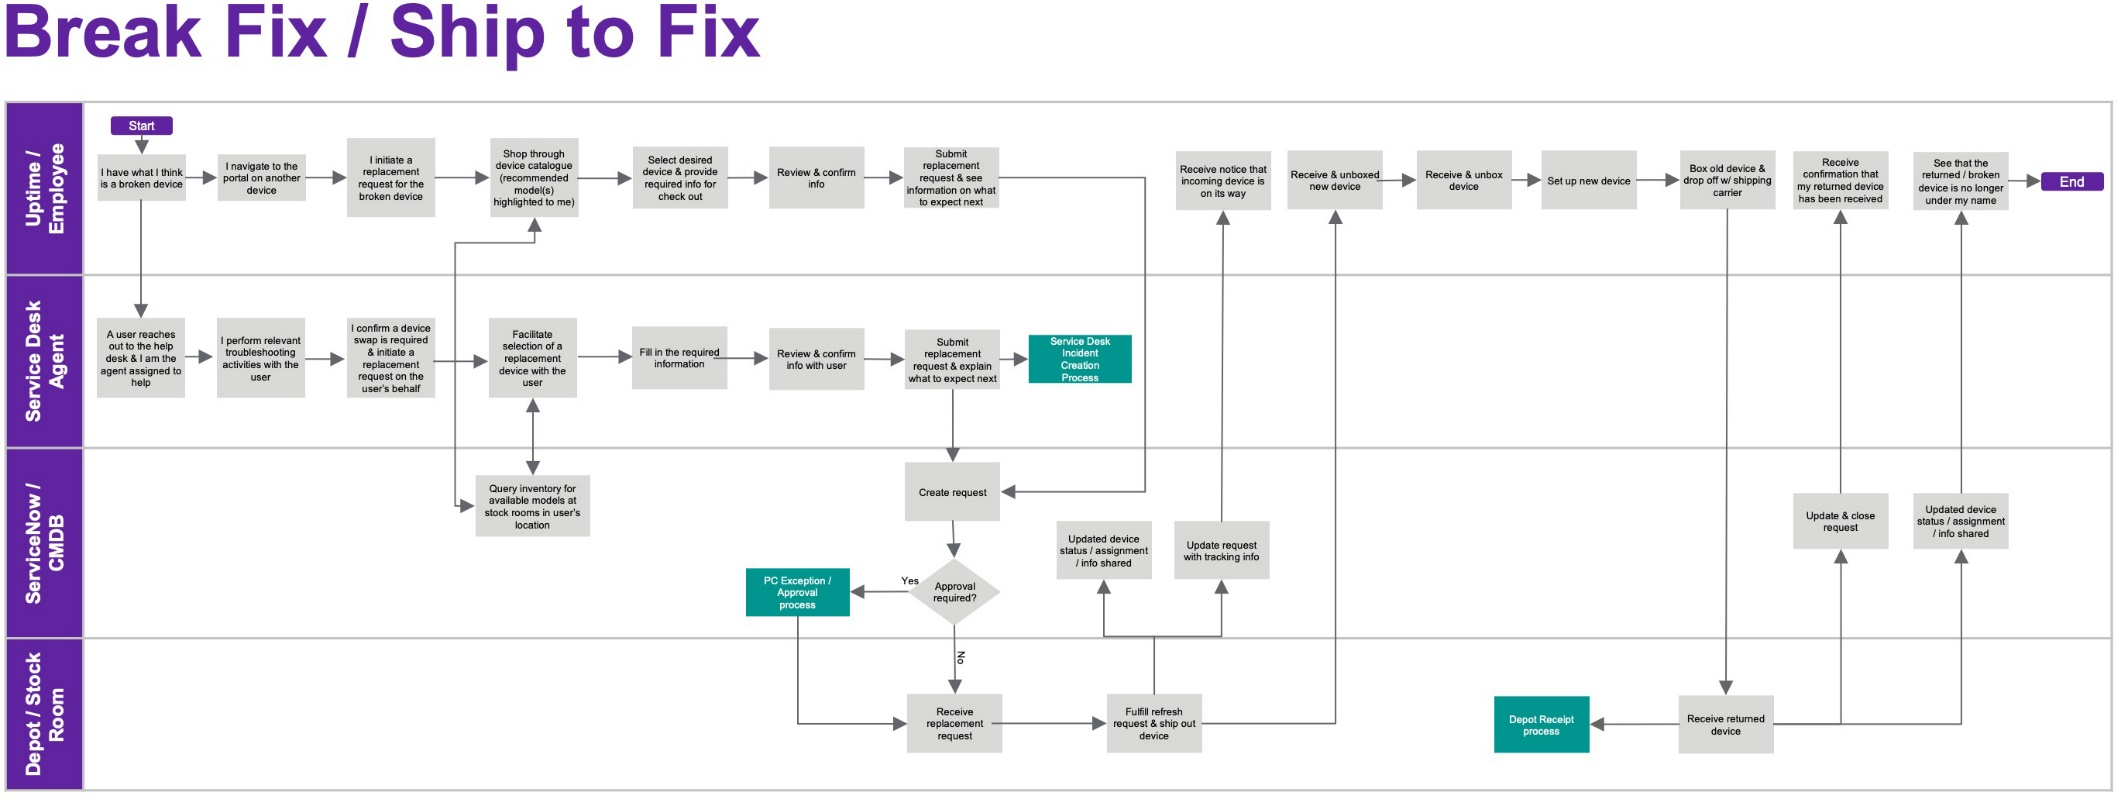 Break Fix / Ship to Fix
Uptime /
Employee
Start
I have what I think
is a broken device
I navigate to the
portal on another
device
I initiate a
replacement
request for the
broken device
Shop through
device catalogue
(recommended
model(s)
highlighted to me)
Select desired
device & provide
required info for
check out
Review & confirm
info
Submit
replacement
request & see
information on what
to expect next
Receive notice that
incoming device is
on its way
Receive & unboxed
new device
Receive & unbox
device
Set up new device
Box old device &
drop off w/ shipping
carrier
Receive
confirmation that
my returned device
has been received
See that the
returned / broken
device is no longer
under my name
End
Service Desk
Agent
A user reaches
out to the help
desk & I am the
agent assigned to
help
I perform relevant
troubleshooting
activities with the
user
I confirm a device
swap is required
& initiate a
replacement
request on the
user's behalf
Facilitate
selection of a
replacement
device with the
user
Fill in the required
information
Review & confirm
info with user
Submit
replacement
request & explain
what to expect next
Service Desk
Incident
Creation
Process
ServiceNow /
CMDB
Query inventory for
available models at
stock rooms in user's
location
Create request
Approval
required?
Yes
No
PC Exception /
Approval
process
Updated device
status / assignment
/ info shared
Update request
with tracking info
Update & close
request
Updated device
status / assignment
/ info shared
Depot / Stock
Room
Receive
replacement
request
Fulfill refresh
request & ship out
device
Depot Receipt
process
Receive returned
device